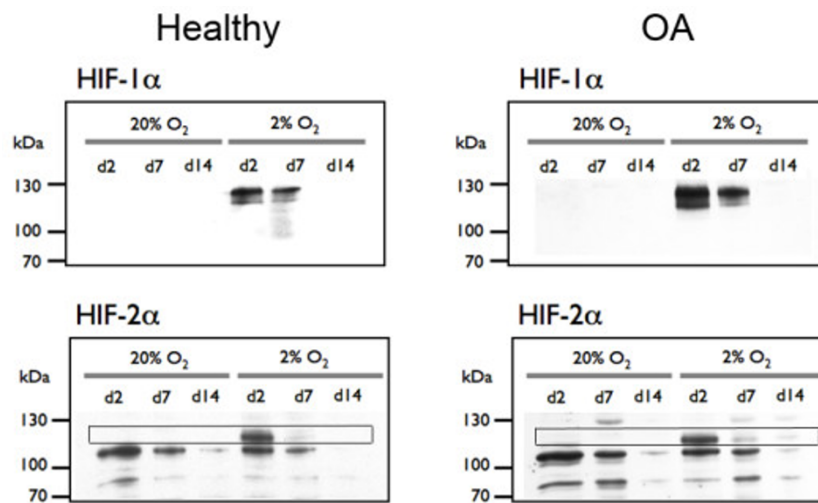 Healthy
OA
HIF-1α
20% O₂ 2% O₂
kDa
d2 d7 d14 d2 d7 d14
130
100
70
HIF-1α
20% O₂ 2% O₂
kDa
d2 d7 d14 d2 d7 d14
130
100
70
HIF-2α
20% O₂ 2% O₂
kDa
d2 d7 d14 d2 d7 d14
130
100
70
HIF-2α
20% O₂ 2% O₂
kDa
d2 d7 d14 d2 d7 d14
130
100
70